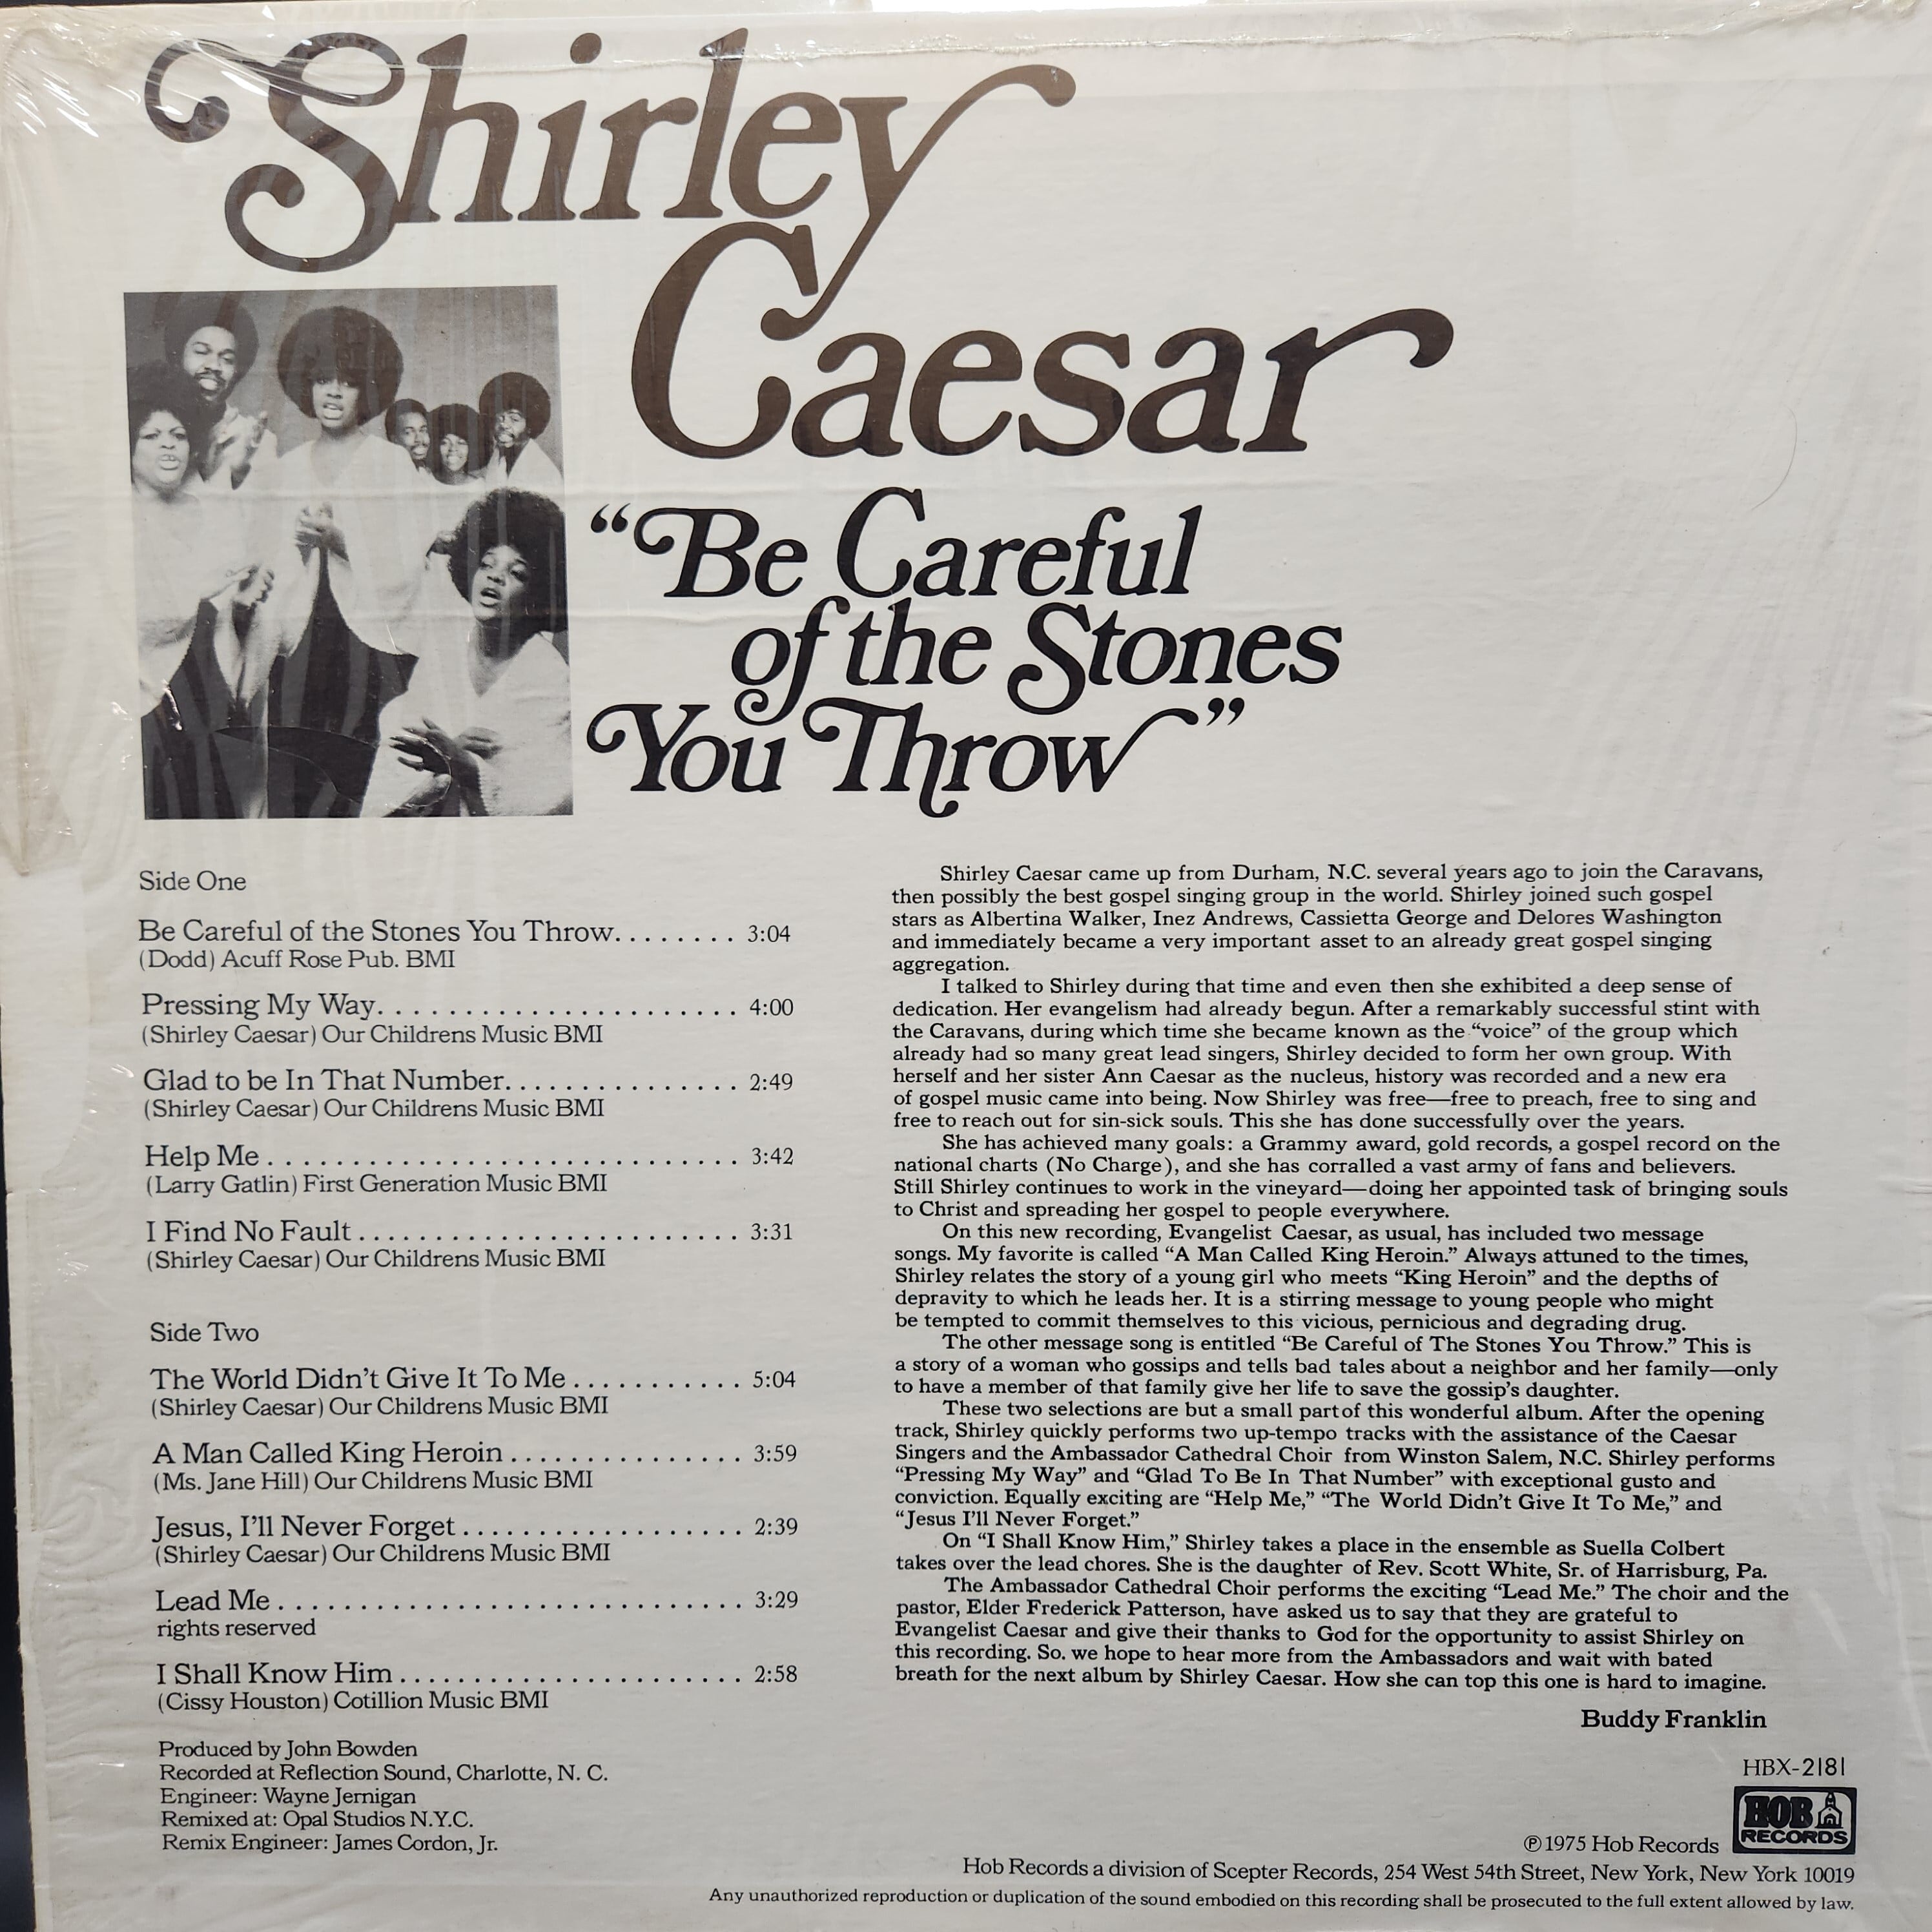 Shirley
Caesar
“Be Careful
of the Stones
You Throw”
Side One
Be Careful of the Stones You Throw........ 3:04
(Dodd) Acuff Rose Pub. BMI
Pressing My Way......................... 4:00
(Shirley Caesar) Our Childrens Music BMI
Glad to be In That Number................ 2:49
(Shirley Caesar) Our Childrens Music BMI
Help Me............................ 3:42
(Larry Gatlin) First Generation Music BMI
I Find No Fault......................... 3:31
(Shirley Caesar) Our Childrens Music BMI
Side Two
The World Didn’t Give It To Me............ 5:04
(Shirley Caesar) Our Childrens Music BMI
A Man Called King Heroin................ 3:59
(Ms. Jane Hill) Our Childrens Music BMI
Jesus, I’ll Never Forget.................... 2:39
(Shirley Caesar) Our Childrens Music BMI
Lead Me................................ 3:29
rights reserved
I Shall Know Him........................ 2:58
(Cissy Houston) Cotillion Music BMI
Produced by John Bowden
Recorded at Reflection Sound, Charlotte, N. C.
Engineer: Wayne Jernigan
Remixed at: Opal Studios N.Y.C.
Remix Engineer: James Cordon, Jr.
Shirley Caesar came up from Durham, N.C. several years ago to join the Caravans,
then possibly the best gospel singing group in the world. Shirley joined such gospel
stars as Albertina Walker, Inez Andrews, Cassietta George and Delores Washington
and immediately became a very important asset to an already great gospel singing
aggregation.
I talked to Shirley during that time and even then she exhibited a deep sense of
dedication. Her evangelism had already begun. After a remarkably successful stint with
the Caravans, during which time she became known as the “voice” of the group which
already had so many great lead singers, Shirley decided to form her own group. With
herself and her sister Ann Caesar as the nucleus, history was recorded and a new era
of gospel music came into being. Now Shirley was free—free to preach, free to sing and
free to reach out for sin-sick souls. This she has done successfully over the years.
She has achieved many goals: a Grammy award, gold records, a gospel record on the
national charts (No Charge), and she has corralled a vast army of fans and believers.
Still Shirley continues to work in the vineyard—doing her appointed task of bringing souls
to Christ and spreading her gospel to people everywhere.
On this new recording, Evangelist Caesar, as usual, has included two message
songs. My favorite is called “A Man Called King Heroin.” Always attuned to the times,
Shirley relates the story of a young girl who meets “King Heroin” and the depths of
depravity to which he leads her. It is a stirring message to young people who might
be tempted to commit themselves to this vicious, pernicious and degrading drug.
The other message song is entitled “Be Careful of The Stones You Throw.” This is
a story of a woman who gossips and tells bad tales about a neighbor and her family—only
to have a member of that family give her life to save the gossip’s daughter.
These two selections are but a small part of this wonderful album. After the opening
track, Shirley quickly performs two up-tempo tracks with the assistance of the Caesar
Singers and the Ambassador Cathedral Choir from Winston Salem, N.C. Shirley performs
“Pressing My Way” and “Glad To Be In That Number” with exceptional gusto and
conviction. Equally exciting are “Help Me,” “The World Didn’t Give It To Me,” and
“Jesus I’ll Never Forget.”
On “I Shall Know Him,” Shirley takes a place in the ensemble as Suella Colbert
takes over the lead chores. She is the daughter of Rev. Scott White, Sr. of Harrisburg, Pa.
The Ambassador Cathedral Choir performs the exciting “Lead Me.” The choir and the
pastor, Elder Frederick Patterson, have asked us to say that they are grateful to
Evangelist Caesar and give their thanks to God for the opportunity to assist Shirley on
this recording. So. we hope to hear more from the Ambassadors and wait with bated
breath for the next album by Shirley Caesar. How she can top this one is hard to imagine.
Buddy Franklin
HBX-2181
HOB
RECORDS
℗ 1975 Hob Records
Hob Records a division of Scepter Records, 254 West 54th Street, New York, New York 10019
Any unauthorized reproduction or duplication of the sound embodied on this recording shall be prosecuted to the full extent allowed by law.